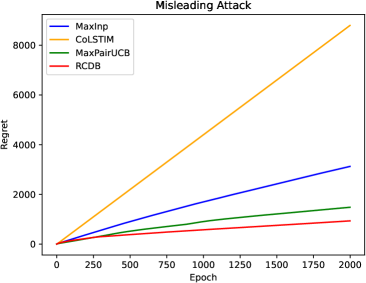 Misleading Attack
MaxInp
CoLSTIM
MaxPairUCB
RCDB
8000
6000
4000
2000
0
Regret
0 250 500 750 1000 1250 1500 1750 2000
Epoch